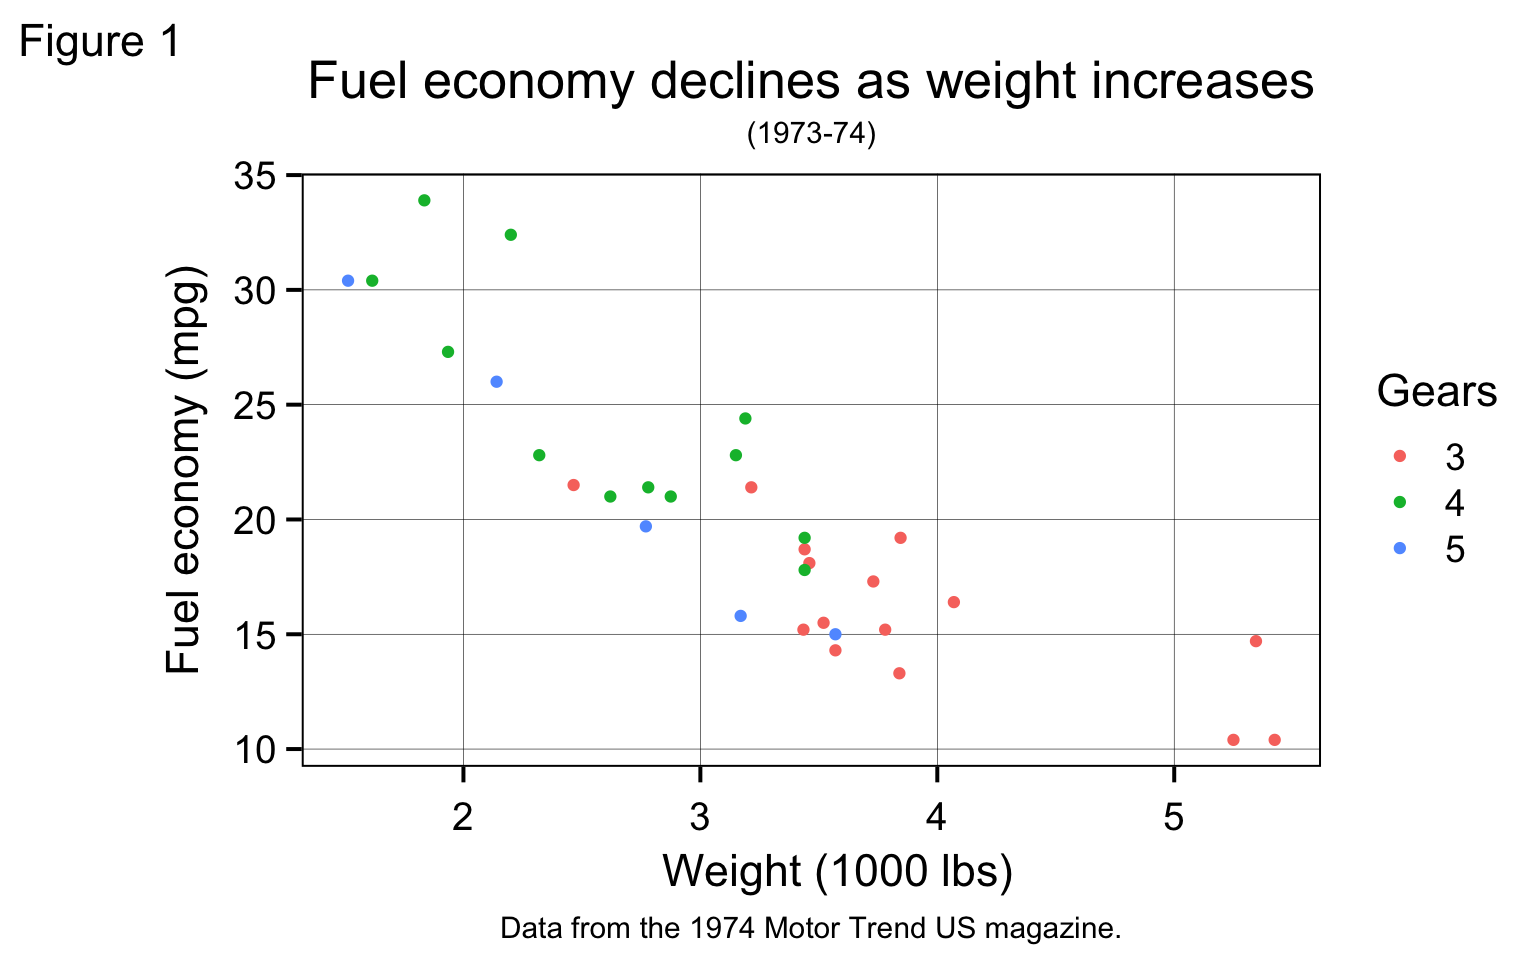 Figure 1
Fuel economy declines as weight increases
(1973-74)
35
30
25
20
15
10
Fuel economy (mpg)
2 3 4 5
Weight (1000 lbs)
Gears
3
4
5
Data from the 1974 Motor Trend US magazine.